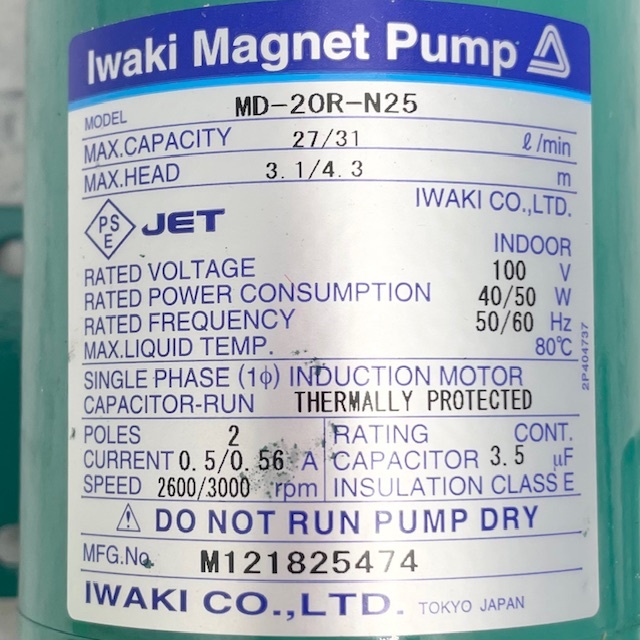 Iwaki Magnet Pump
MODEL MD-20R-N25
MAX.CAPACITY 27/31 ℓ/min
MAX.HEAD 3.1/4.3 m
IWAKI CO.,LTD.
PS
E
JET
INDOOR
RATED VOLTAGE 100 V
RATED POWER CONSUMPTION 40/50 W
RATED FREQUENCY 50/60 Hz
MAX.LIQUID TEMP. 80℃
2P404737
SINGLE PHASE (1φ) INDUCTION MOTOR
CAPACITOR-RUN THERMALLY PROTECTED
POLES 2 RATING CONT.
CURRENT 0.5/0.56 A CAPACITOR 3.5 μF
SPEED 2600/3000 rpm INSULATION CLASS E
⚠ DO NOT RUN PUMP DRY
MFG.No. M121825474
IWAKI CO.,LTD. TOKYO JAPAN